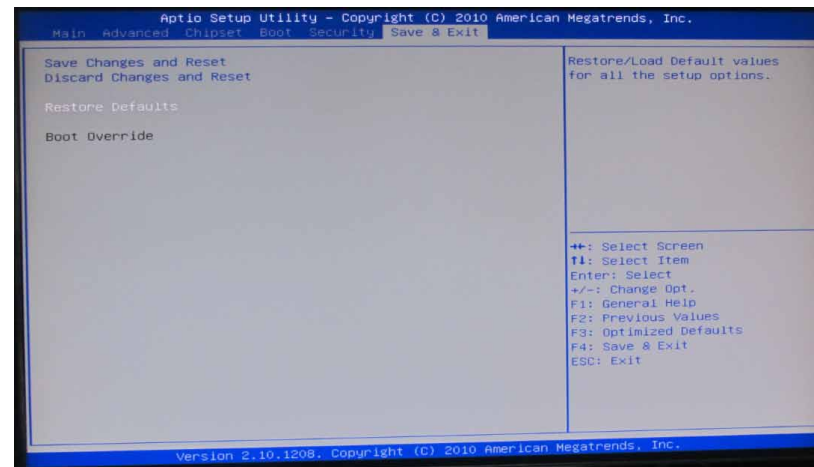 Aptio Setup Utility – Copyright (C) 2010 American Megatrends, Inc.
Main Advanced Chipset Boot Security Save & Exit
Save Changes and Reset
Discard Changes and Reset
Restore Defaults
Boot Override
Restore/Load Default values
for all the setup options.
→←: Select Screen
↑↓: Select Item
Enter: Select
+/-: Change Opt.
F1: General Help
F2: Previous Values
F3: Optimized Defaults
F4: Save & Exit
ESC: Exit
Version 2.10.1208. Copyright (C) 2010 American Megatrends, Inc.